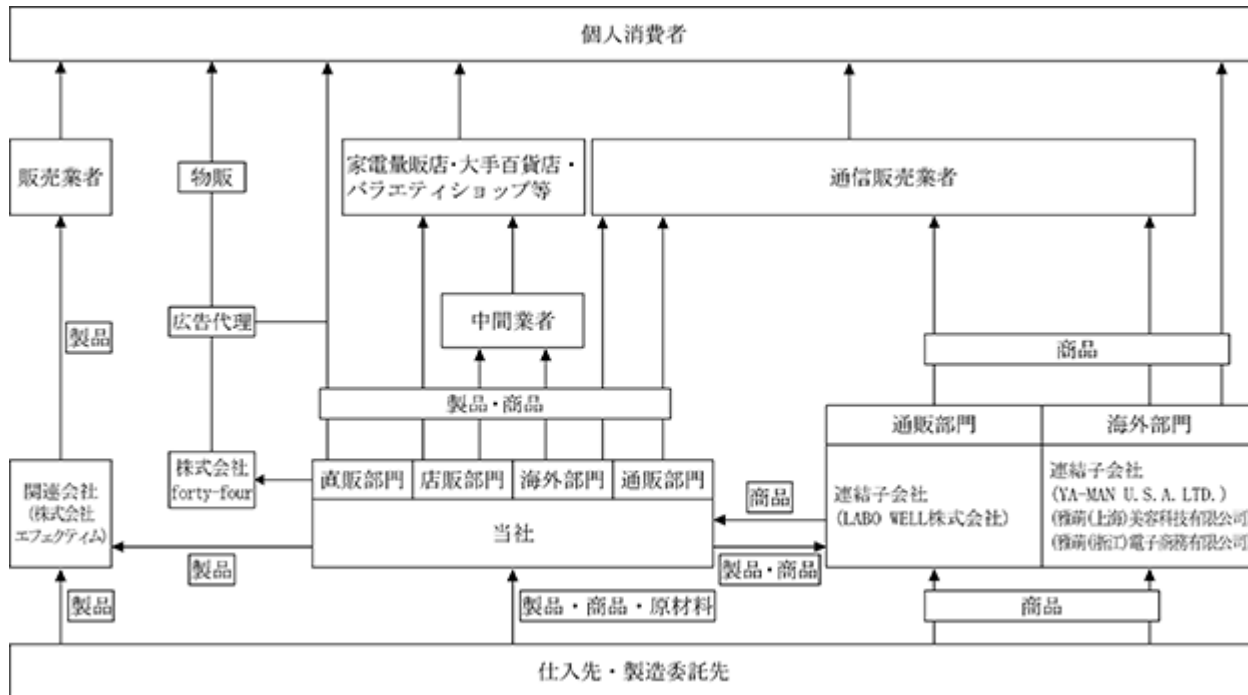 個人消費者
販売業者
物販
家電量販店・大手百貨店・
バラエティショップ等
通信販売業者
中間業者
広告代理
製品
商品
製品・商品
通販部門
海外部門
関連会社
(株式会社
エフェクティム)
株式会社
forty-four
直販部門
店販部門
海外部門
通販部門
当社
商品
連結子会社
(LABO WELL株式会社)
連結子会社
(YA-MAN U.S.A. LTD.)
(雅萌(上海)美容科技有限公司)
(雅萌(浙江)電子商務有限公司)
製品
製品・商品
製品
製品・商品・原材料
商品
仕入先・製造委託先